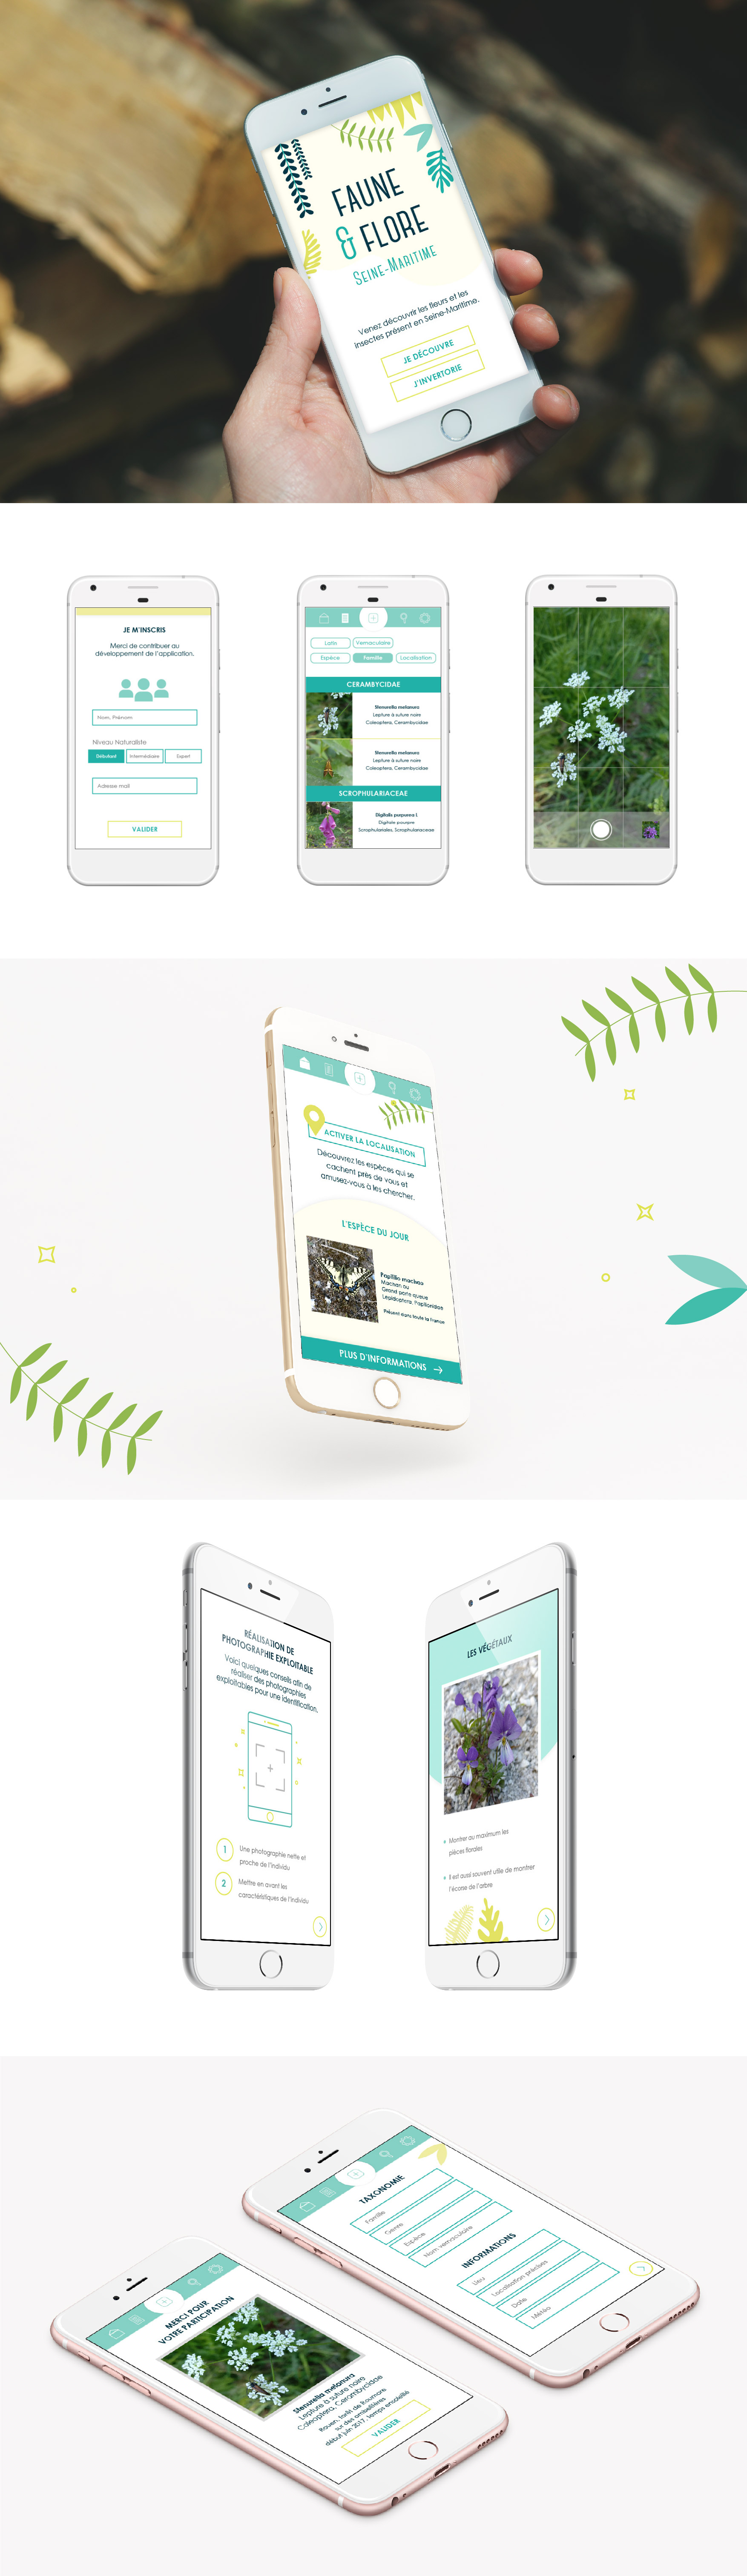 FAUNE
& FLORE
SEINE-MARITIME
Venez découvrir les fleurs et les
insectes présent en Seine-Maritime.
JE DÉCOUVRE
J'INVERTORIE
JE M'INSCRIS
Merci de contribuer au
développement de l'application.
Nom, Prénom
Niveau Naturaliste
Débutant
Intermédiaire
Expert
Adresse mail
VALIDER
Latin
Vernaculaire
Espèce
Famille
Localisation
CERAMBYCIDAE
Stenurella melanura
Lepture à suture noire
Coleoptera, Cerambycidae
Stenurella melanura
Lepture à suture noire
Coleoptera, Cerambycidae
SCROPHULARIACEAE
Digitalis purpurea L
Digitale pourpre
Scrophulariales, Scrophulariaceae
ACTIVER LA LOCALISATION
Découvrez les espèces qui se
cachent près de vous et
amusez-vous à les chercher.
L'ESPÈCE DU JOUR
Papillio machao
Machan ou
Grand porte queue
Lepidoptera, Papilionidae
Présent dans toute la France
PLUS D'INFORMATIONS
RÉALISATION DE
PHOTOGRAPHIE EXPLOITABLE
Voici quelques conseils afin de
réaliser des photographies
exploitables pour une identification.
1
Une photographie nette et
proche de l'individu
2
Mettre en avant les
caractéristiques de l'individu
LES VÉGÉTAUX
Montrer au maximum les
pièces florales
Il est aussi souvent utile de montrer
l'écorse de l'arbre
TAXONOMIE
Famille
Genre
Espèce
Nom vernaculaire
INFORMATIONS
Lieu
Localisation précises
Date
Météo
MERCI POUR
VOTRE PARTICIPATION
Stenurella melanura
Lepture à suture noire
Coleoptera, Cerambycidae
Rouen, forêt de Roumare
sur des ombellifères
début juin 2017, temps ensoleillé
VALIDER